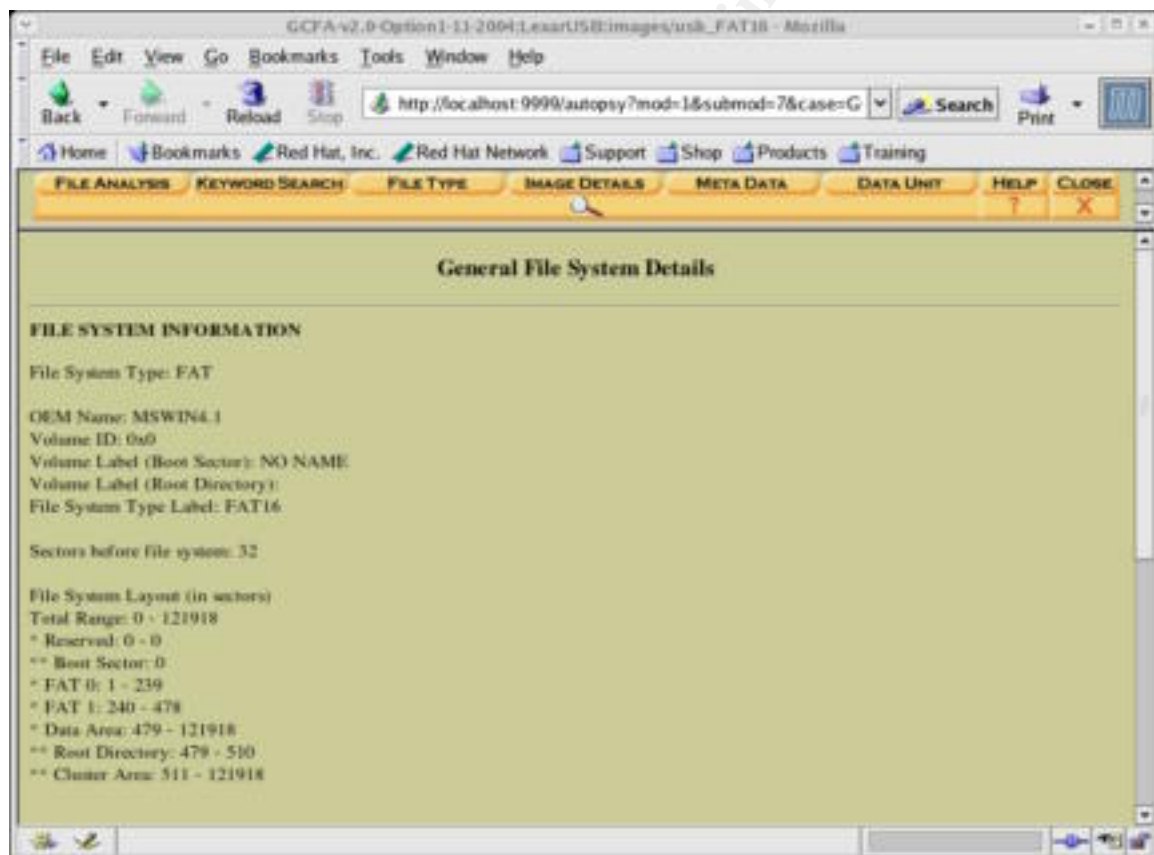 GCFA-v2.0-Option1-11-2004:LexarUSB:images/usb_FAT16 - Mozilla
File Edit View Go Bookmarks Tools Window Help
Back Forward Reload Stop http://localhost:9999/autopsy?mod=1&submod=7&case=G Search Print
Home Bookmarks Red Hat, Inc. Red Hat Network Support Shop Products Training
FILE ANALYSIS KEYWORD SEARCH FILE TYPE IMAGE DETAILS META DATA DATA UNIT HELP CLOSE
? X
General File System Details
FILE SYSTEM INFORMATION
File System Type: FAT
OEM Name: MSWIN4.1
Volume ID: 0x0
Volume Label (Boot Sector): NO NAME
Volume Label (Root Directory):
File System Type Label: FAT16
Sectors before file system: 32
File System Layout (in sectors)
Total Range: 0 - 121918
* Reserved: 0 - 0
** Boot Sector: 0
* FAT 0: 1 - 239
* FAT 1: 240 - 478
* Data Area: 479 - 121918
** Root Directory: 479 - 510
** Cluster Area: 511 - 121918